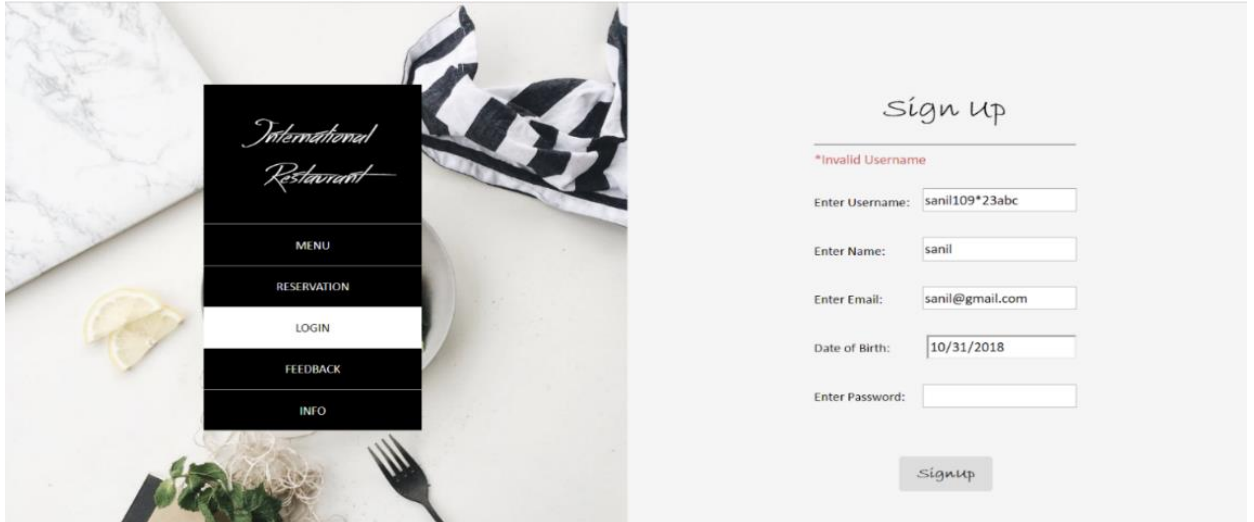 International
Restaurant
MENU
RESERVATION
LOGIN
FEEDBACK
INFO
Sign Up
*Invalid Username
Enter Username: sanil109*23abc
Enter Name: sanil
Enter Email: sanil@gmail.com
Date of Birth: 10/31/2018
Enter Password:
SignUp